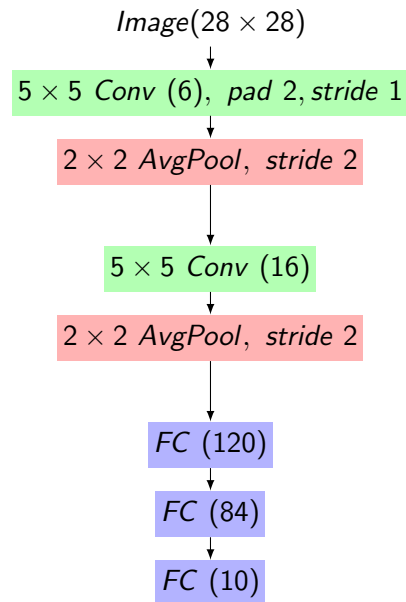 Image(28 × 28)
5 × 5 Conv (6), pad 2, stride 1
2 × 2 AvgPool, stride 2
5 × 5 Conv (16)
2 × 2 AvgPool, stride 2
FC (120)
FC (84)
FC (10)